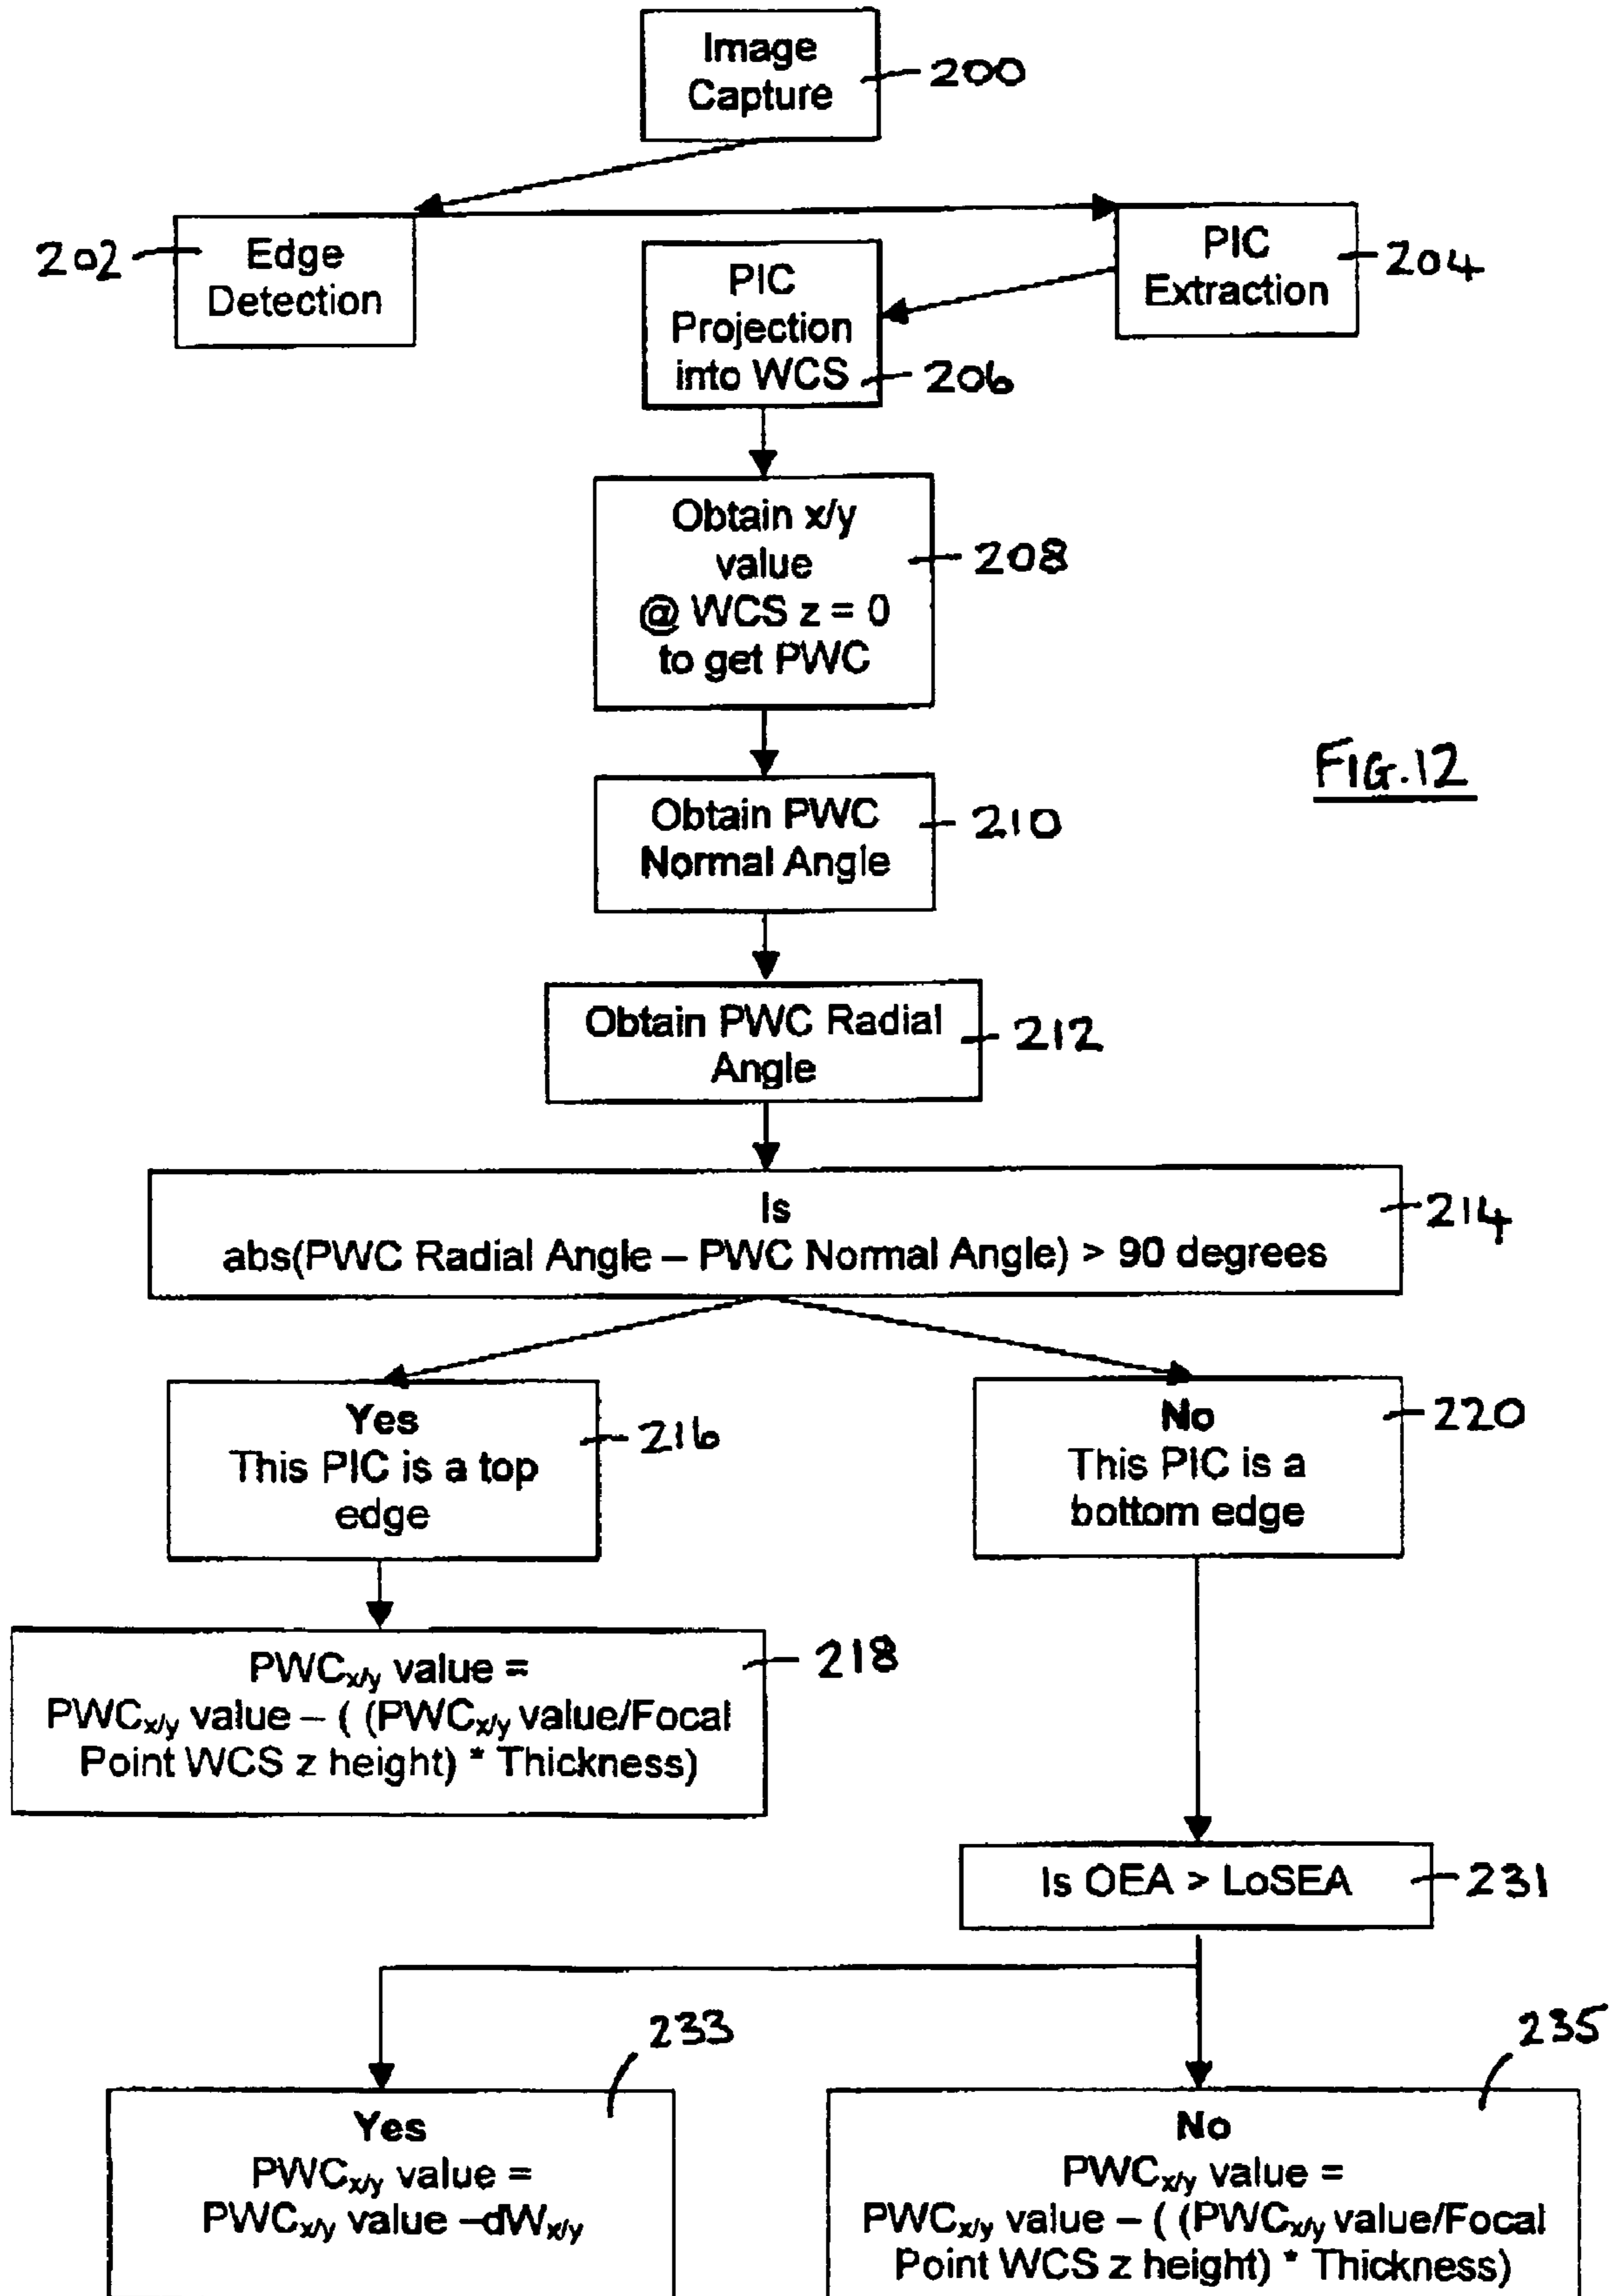 Image
Capture
200
202
Edge
Detection
PIC
Extraction
204
PIC
Projection
into WCS
206
Obtain x/y
value
@ WCS z = 0
to get PWC
208
FIG.12
Obtain PWC
Normal Angle
210
Obtain PWC Radial
Angle
212
Is
abs(PWC Radial Angle – PWC Normal Angle) > 90 degrees
214
Yes
This PIC is a top
edge
216
No
This PIC is a
bottom edge
220
PWCx/y value =
PWCx/y value – ( (PWCx/y value/Focal
Point WCS z height) * Thickness)
218
Is OEA > LoSEA
231
233
Yes
PWCx/y value =
PWCx/y value –dWx/y
235
No
PWCx/y value =
PWCx/y value – ( (PWCx/y value/Focal
Point WCS z height) * Thickness)